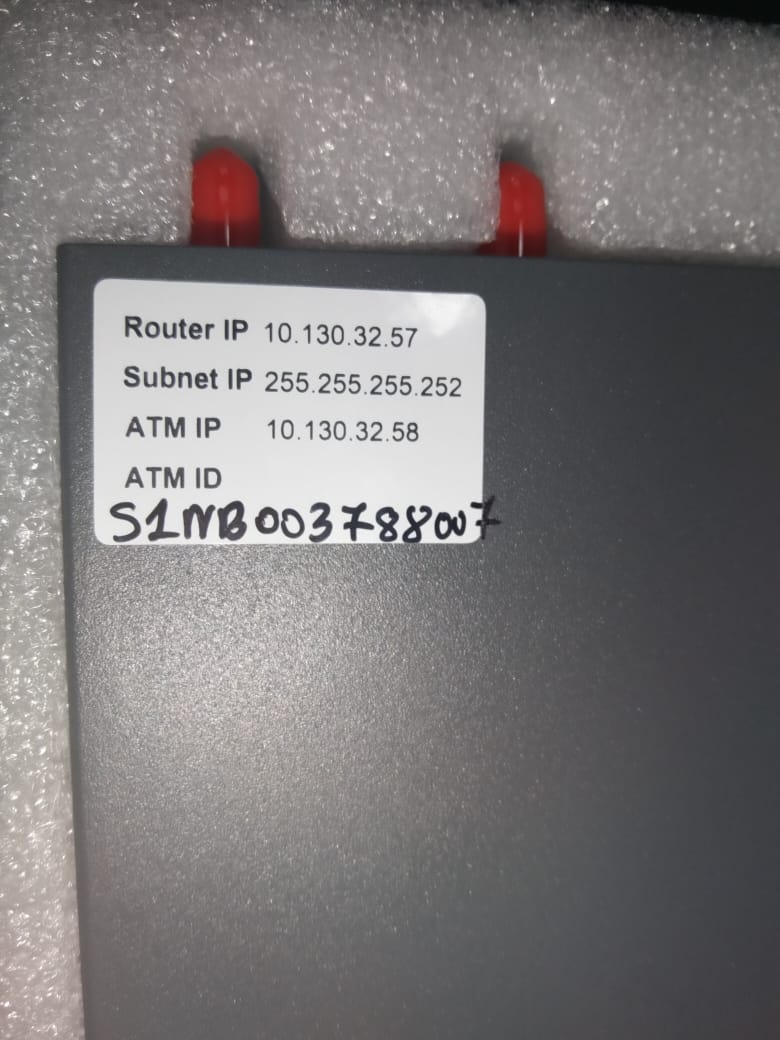 Router IP 10.130.32.57
Subnet IP 255.255.255.252
ATM IP 10.130.32.58
ATM ID
S1NB003788007